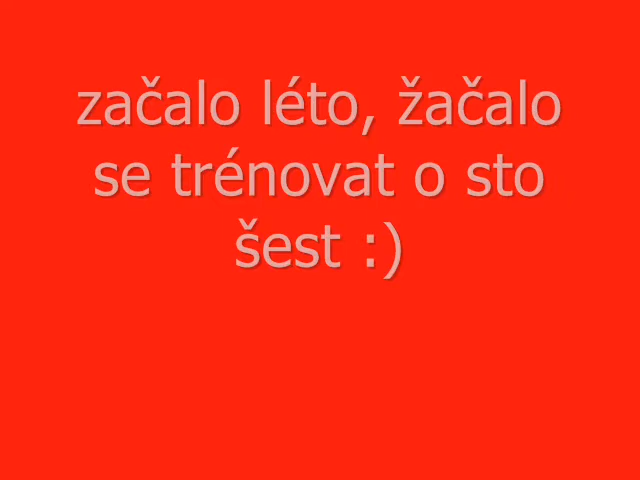 začalo léto, žačalo
se trénovat o sto
šest :)